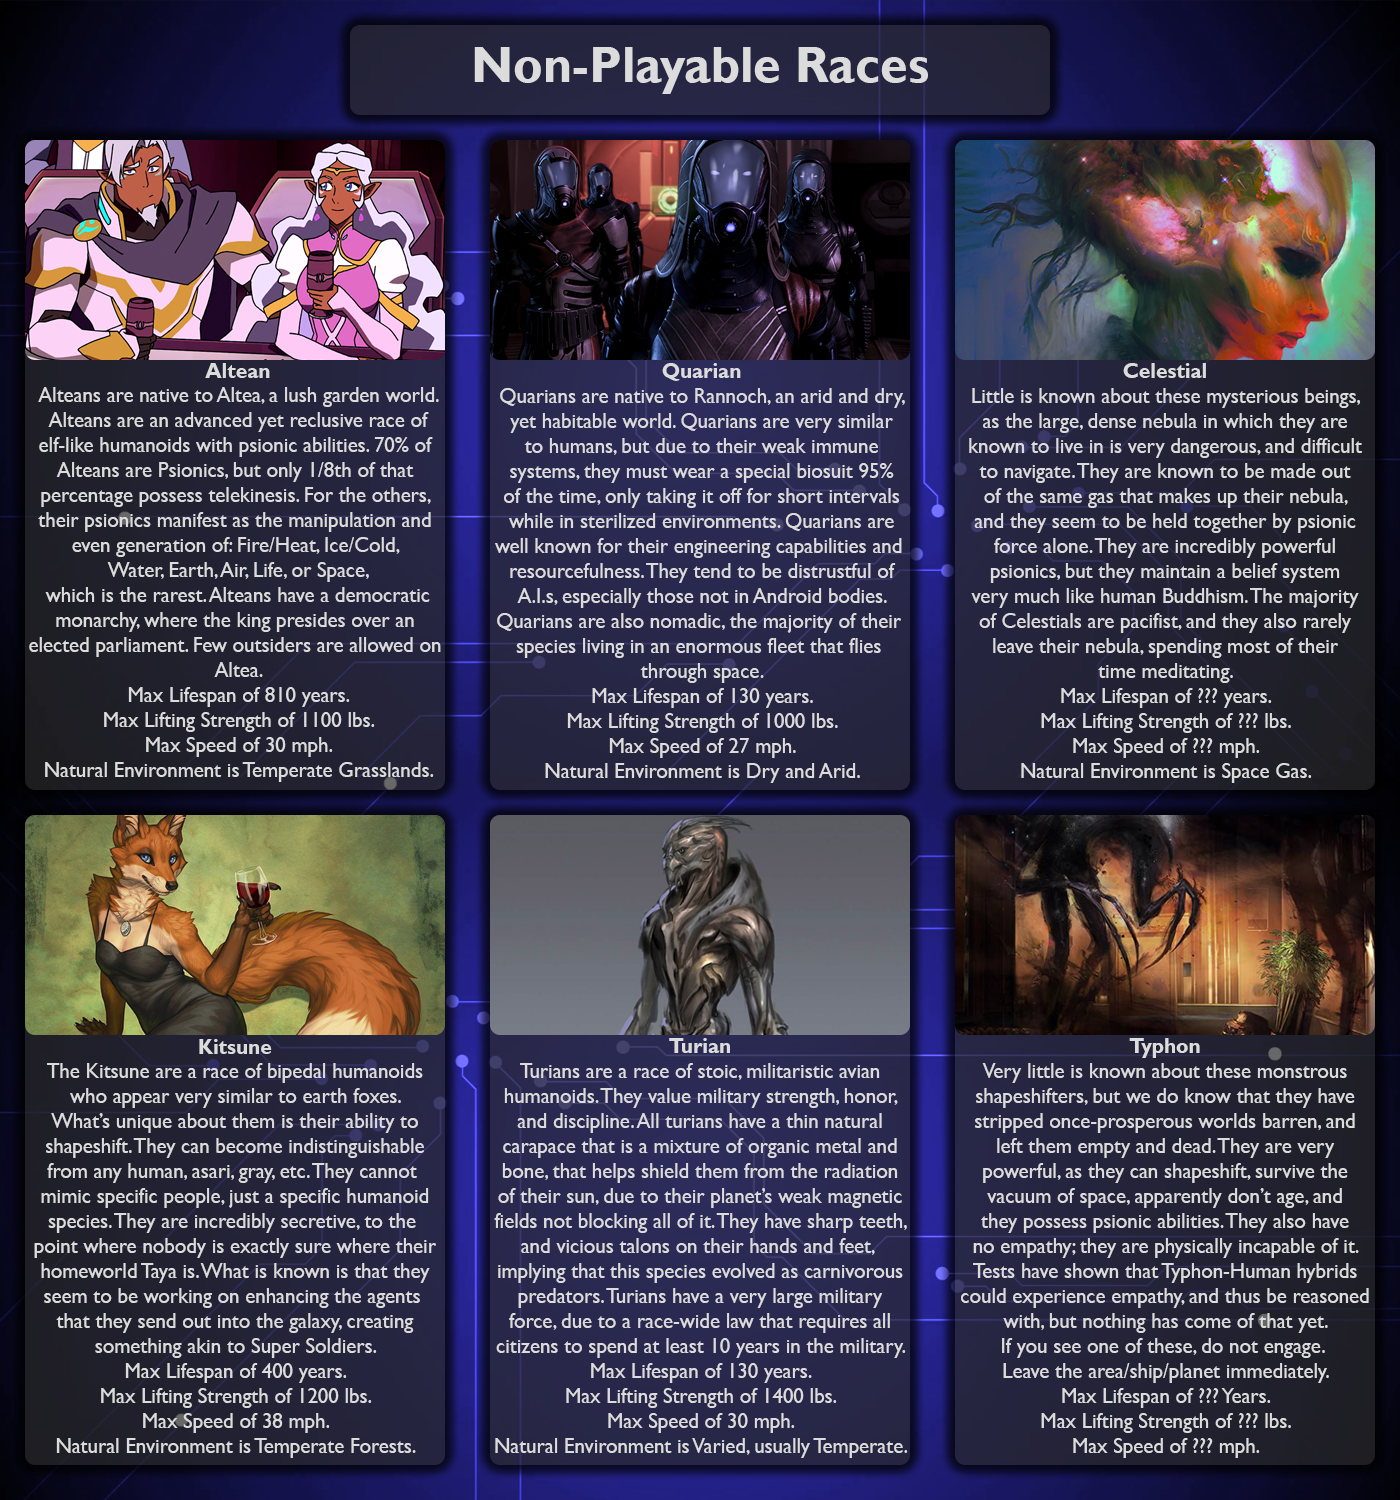 Non-Playable Races
Altean
Alteans are native to Altea, a lush garden world.
Alteans are an advanced yet reclusive race of
elf-like humanoids with psionic abilities. 70% of
Alteans are Psionics, but only 1/8th of that
percentage possess telekinesis. For the others,
their psionics manifest as the manipulation and
even generation of: Fire/Heat, Ice/Cold,
Water, Earth, Air, Life, or Space,
which is the rarest. Alteans have a democratic
monarchy, where the king presides over an
elected parliament. Few outsiders are allowed on
Altea.
Max Lifespan of 810 years.
Max Lifting Strength of 1100 lbs.
Max Speed of 30 mph.
Natural Environment is Temperate Grasslands.
Quarian
Quarians are native to Rannoch, an arid and dry,
yet habitable world. Quarians are very similar
to humans, but due to their weak immune
systems, they must wear a special biosuit 95%
of the time, only taking it off for short intervals
while in sterilized environments. Quarians are
well known for their engineering capabilities and
resourcefulness. They tend to be distrustful of
A.I.s, especially those not in Android bodies.
Quarians are also nomadic, the majority of their
species living in an enormous fleet that flies
through space.
Max Lifespan of 130 years.
Max Lifting Strength of 1000 lbs.
Max Speed of 27 mph.
Natural Environment is Dry and Arid.
Celestial
Little is known about these mysterious beings,
as the large, dense nebula in which they are
known to live in is very dangerous, and difficult
to navigate. They are known to be made out
of the same gas that makes up their nebula,
and they seem to be held together by psionic
force alone. They are incredibly powerful
psionics, but they maintain a belief system
very much like human Buddhism. The majority
of Celestials are pacifist, and they also rarely
leave their nebula, spending most of their
time meditating.
Max Lifespan of ??? years.
Max Lifting Strength of ??? lbs.
Max Speed of ??? mph.
Natural Environment is Space Gas.
Kitsune
The Kitsune are a race of bipedal humanoids
who appear very similar to earth foxes.
What's unique about them is their ability to
shapeshift. They can become indistinguishable
from any human, asari, gray, etc. They cannot
mimic specific people, just a specific humanoid
species. They are incredibly secretive, to the
point where nobody is exactly sure where their
homeworld Taya is. What is known is that they
seem to be working on enhancing the agents
that they send out into the galaxy, creating
something akin to Super Soldiers.
Max Lifespan of 400 years.
Max Lifting Strength of 1200 lbs.
Max Speed of 38 mph.
Natural Environment is Temperate Forests.
Turian
Turians are a race of stoic, militaristic avian
humanoids. They value military strength, honor,
and discipline. All turians have a thin natural
carapace that is a mixture of organic metal and
bone, that helps shield them from the radiation
of their sun, due to their planet's weak magnetic
fields not blocking all of it. They have sharp teeth,
and vicious talons on their hands and feet,
implying that this species evolved as carnivorous
predators. Turians have a very large military
force, due to a race-wide law that requires all
citizens to spend at least 10 years in the military.
Max Lifespan of 130 years.
Max Lifting Strength of 1400 lbs.
Max Speed of 30 mph.
Natural Environment is Varied, usually Temperate.
Typhon
Very little is known about these monstrous
shapeshifters, but we do know that they have
stripped once-prosperous worlds barren, and
left them empty and dead. They are very
powerful, as they can shapeshift, survive the
vacuum of space, apparently don't age, and
they possess psionic abilities. They also have
no empathy; they are physically incapable of it.
Tests have shown that Typhon-Human hybrids
could experience empathy, and thus be reasoned
with, but nothing has come of that yet.
If you see one of these, do not engage.
Leave the area/ship/planet immediately.
Max Lifespan of ??? Years.
Max Lifting Strength of ??? lbs.
Max Speed of ??? mph.